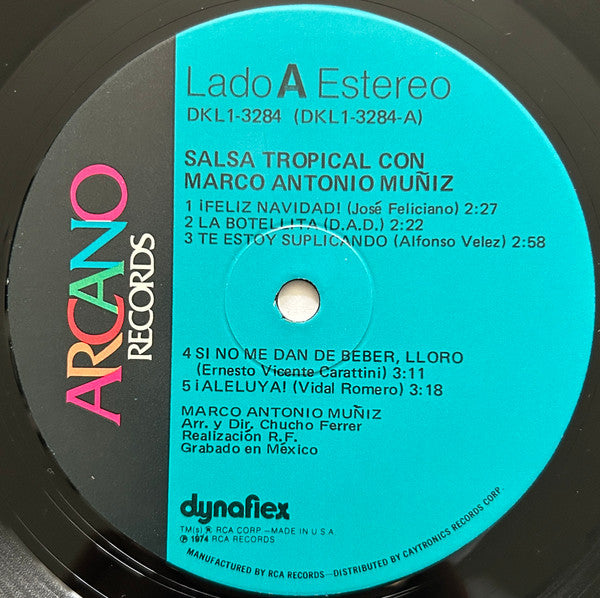 ARCANO
RECORDS
Lado A Estereo
DKL1-3284 (DKL1-3284-A)
SALSA TROPICAL CON
MARCO ANTONIO MUÑIZ
1 ¡FELIZ NAVIDAD! (José Feliciano) 2:27
2 LA BOTELLITA (D.A.D.) 2:22
3 TE ESTOY SUPLICANDO (Alfonso Velez) 2:58
4 SI NO ME DAN DE BEBER, LLORO
(Ernesto Vicente Carattini) 3:11
5 ¡ALELUYA! (Vidal Romero) 3:18
MARCO ANTONIO MUÑIZ
Arr. y Dir. Chucho Ferrer
Realización R.F.
Grabado en México
dynaflex
TM(s) ® RCA CORP.-MADE IN U.S.A.
℗ 1974 RCA RECORDS
MANUFACTURED BY RCA RECORDS—DISTRIBUTED BY CAYTRONICS RECORDS CORP.